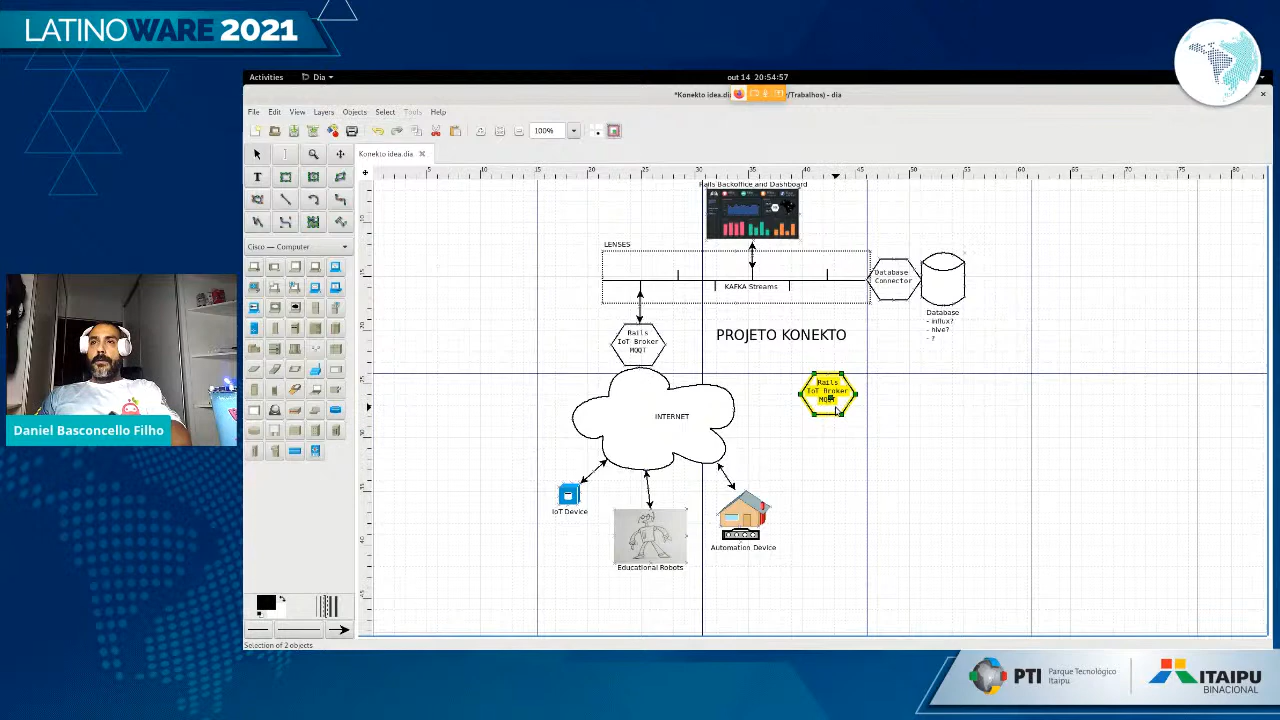 LATINOWARE 2021
Activities
Dia
out 14 20:54:57
*Konekto idea.di
/Trabalhos) - dia
File Edit View Layers Objects Select Tools Help
100%
Konekto idea.dia
Cisco — Computer
Rails Backoffice and Dashboard
LENSES
KAFKA Streams
Database
Connector
Database
- influx?
- hive?
- ?
Rails
IoT Broker
MQQT
PROJETO KONEKTO
Rails
IoT Broker
MQQT
INTERNET
IoT Device
Educational Robots
Automation Device
Selection of 2 objects
Daniel Basconcello Filho
PTI Parque Tecnológico
Itaipu
ITAIPU
BINACIONAL